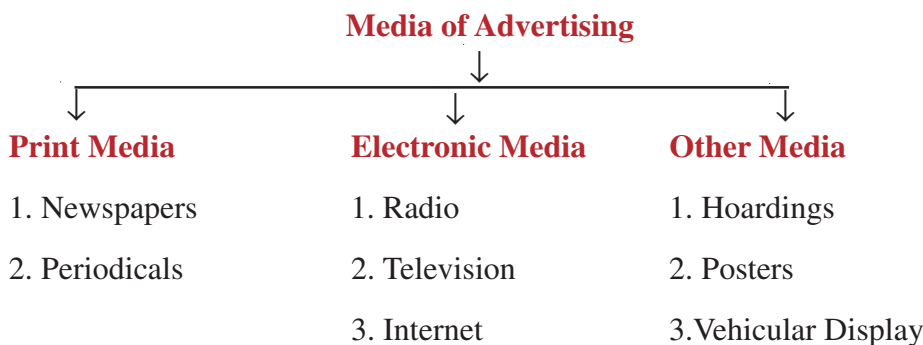 Media of Advertising
Print Media
1. Newspapers
2. Periodicals
Electronic Media
1. Radio
2. Television
3. Internet
Other Media
1. Hoardings
2. Posters
3.Vehicular Display